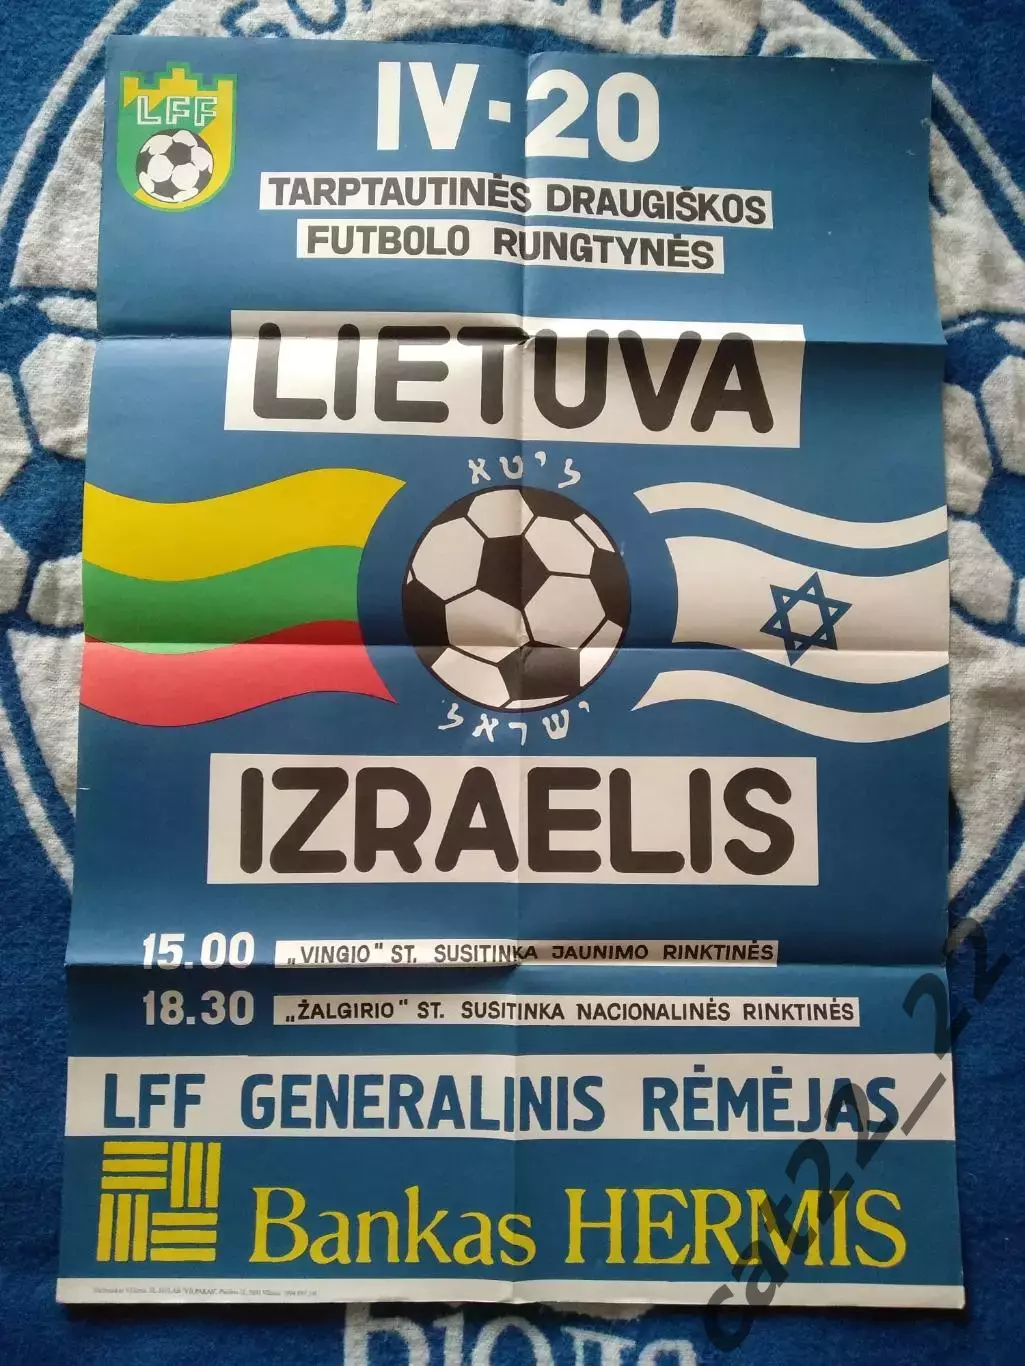 LFF
IV-20
TARPTAUTINĖS DRAUGIŠKOS
FUTBOLO RUNGTYNĖS
LIETUVA
ליטא
ישראל
IZRAELIS
15.00 „VINGIO" ST. SUSITINKA JAUNIMO RINKTINĖS
18.30 „ŽALGIRIO" ST. SUSITINKA NACIONALINĖS RINKTINĖS
LFF GENERALINIS RĖMĖJAS
Bankas HERMIS
cat22_22